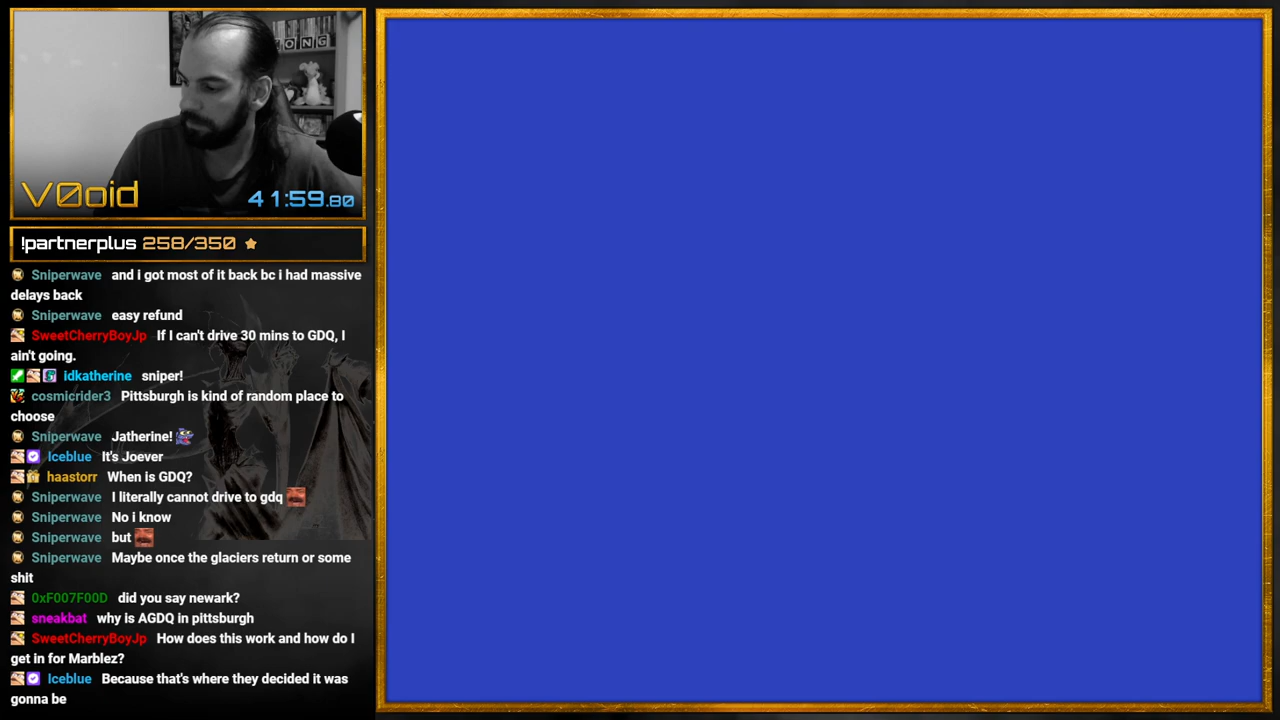 ONG
VØoid
41:59.80
!partnerplus 258/350
Sniperwave and i got most of it back bc i had massive
delays back
Sniperwave easy refund
SweetCherryBoyJp If I can't drive 30 mins to GDQ, I
ain't going.
idkatherine sniper!
cosmicrider3 Pittsburgh is kind of random place to
choose
Sniperwave Jatherine!
Iceblue It's Joever
haastorr When is GDQ?
Sniperwave I literally cannot drive to gdq
Sniperwave No i know
Sniperwave but
Sniperwave Maybe once the glaciers return or some
shit
0xF007F00D did you say newark?
sneakbat why is AGDQ in pittsburgh
SweetCherryBoyJp How does this work and how do I
get in for Marblez?
Iceblue Because that's where they decided it was
gonna be